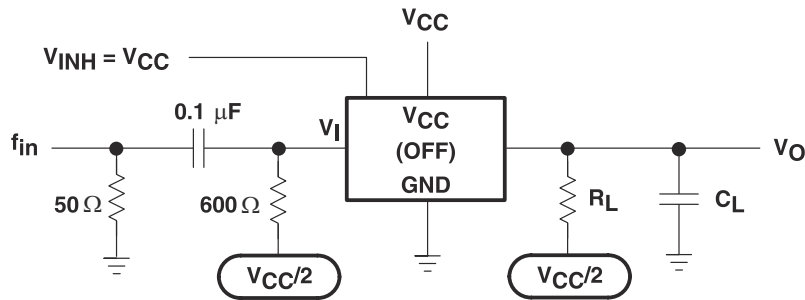 VCC
VINH = VCC
0.1 μF
fin
VI
VCC
(OFF)
GND
VO
50 Ω
600 Ω
RL
CL
VCC/2
VCC/2